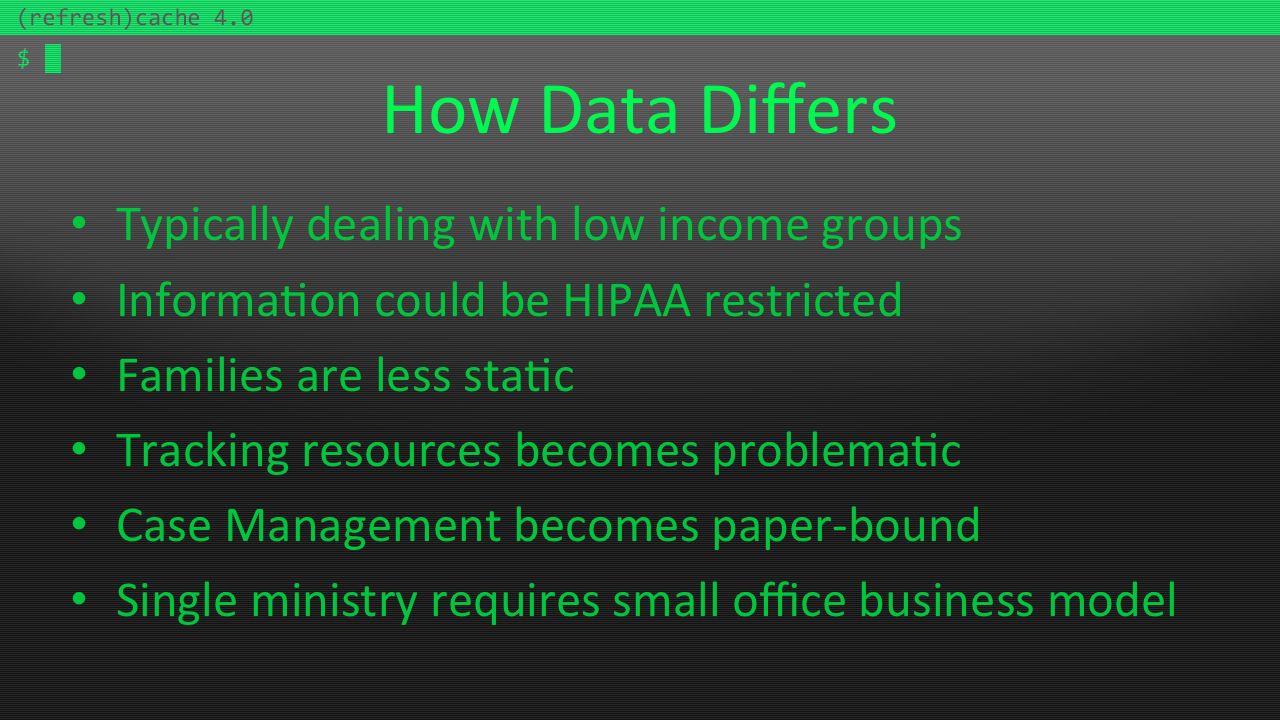 (refresh)cache 4.0
$
How Data Differs
• Typically dealing with low income groups
• Information could be HIPAA restricted
• Families are less static
• Tracking resources becomes problematic
• Case Management becomes paper-bound
• Single ministry requires small office business model